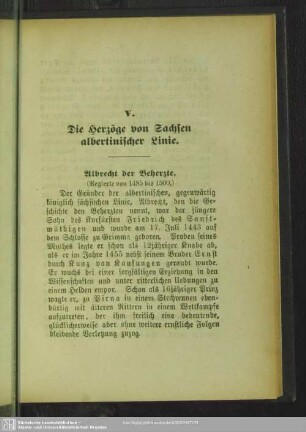 V.
Die Herzöge von Sachsen
albertinischer Linie.
Albrecht der Beherzte.
(Regierte von 1485 bis 1500.)
Der Gründer der albertinischen, gegenwärtig
königlich sächsischen Linie, Albrecht, den die Ge-
schichte den Beherzten nennt, war der jüngere
Sohn des Kurfürsten Friedrich des Sanft-
müthigen und wurde am 17. Juli 1443 auf
dem Schlosse zu Grimma geboren. Proben seines
Muthes legte er schon als 12jähriger Knabe ab,
als er im Jahre 1455 nebst seinem Bruder Ernst
durch Kunz von Kaufungen geraubt wurde.
Er wuchs bei einer sorgfältigen Erziehung in den
Wissenschaften und unter ritterlichen Uebungen zu
einem Helden empor. Schon als 16jähriger Prinz
wagte er, zu Pirna in einem Stechrennen eben-
bürtig mit älteren Rittern in einem Wettkampfe
aufzutreten, der ihm freilich eine bedeutende,
glücklicherweise aber ohne weitere ernstliche Folgen
bleibende Verletzung zuzog.